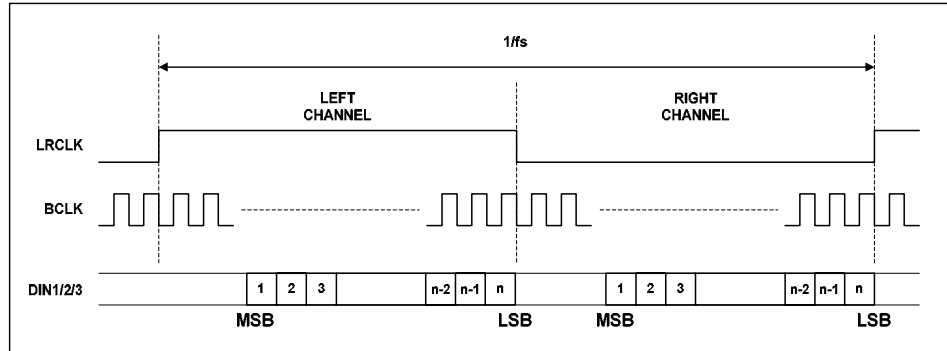 1/fs
LEFT
CHANNEL
RIGHT
CHANNEL
LRCLK
BCLK
DIN1/2/3
1 2 3 n-2 n-1 n 1 2 3 n-2 n-1 n
MSB LSB MSB LSB